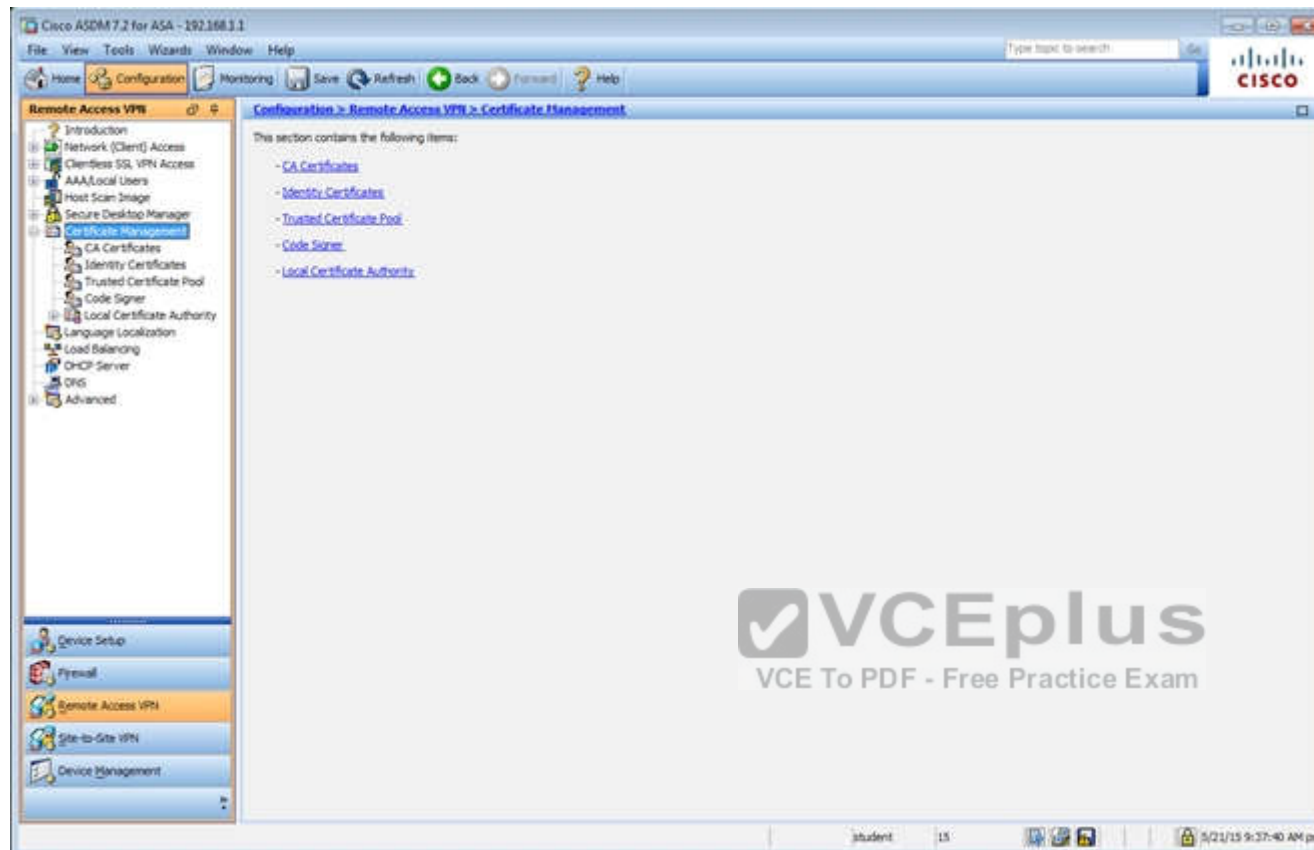 Cisco ASDM 7.2 for ASA - 192.168.1.1
File View Tools Wizards Window Help
Type topic to search
Go
Home Configuration Monitoring Save Refresh Back Forward Help
CISCO
Remote Access VPN
Configuration > Remote Access VPN > Certificate Management
Introduction
Network (Client) Access
Clientless SSL VPN Access
AAA/Local Users
Host Scan Image
Secure Desktop Manager
Certificate Management
CA Certificates
Identity Certificates
Trusted Certificate Pool
Code Signer
Local Certificate Authority
Language Localization
Load Balancing
DHCP Server
DNS
Advanced
This section contains the following items:
- CA Certificates
- Identity Certificates
- Trusted Certificate Pool
- Code Signer
- Local Certificate Authority
VCEplus
VCE To PDF - Free Practice Exam
Device Setup
Firewall
Remote Access VPN
Site-to-Site VPN
Device Management
student 15 5/21/15 9:37:40 AM